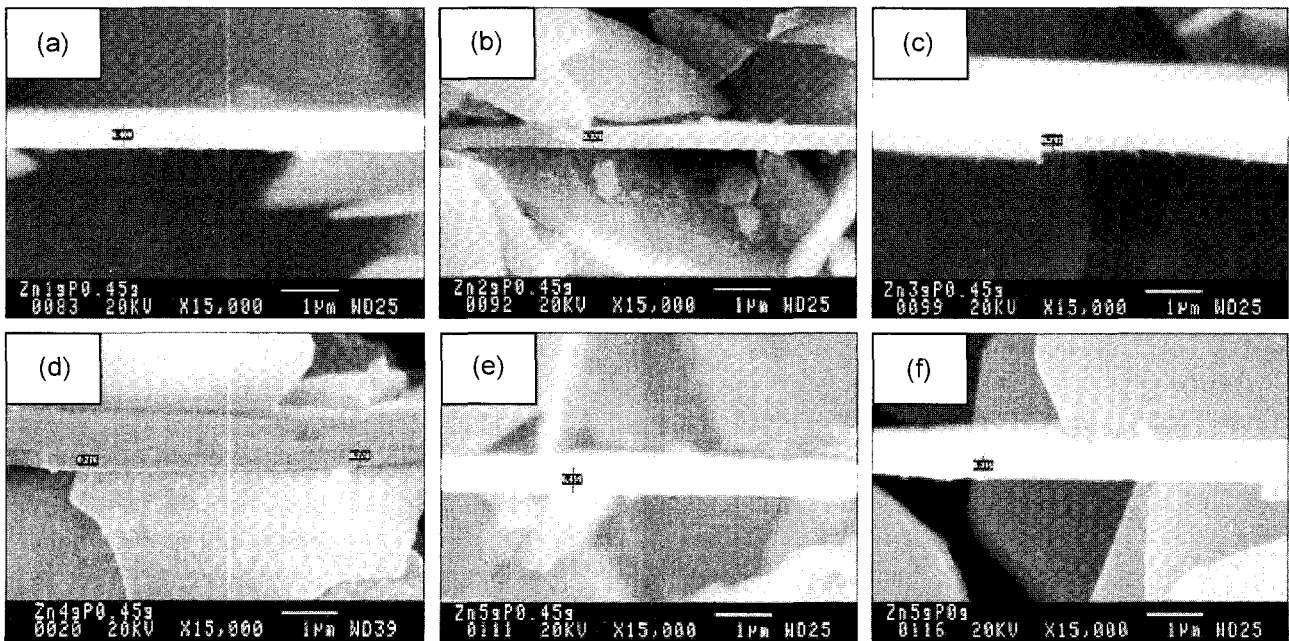 (a)
Zn1gP0.45g
0083 20KV X15,000 1µm WD25
(b)
Zn2gP0.45g
0092 20KV X15,000 1µm WD25
(c)
Zn3gP0.45g
0099 20KV X15,000 1µm WD25
(d)
Zn4gP0.45g
0020 20KV X15,000 1µm WD39
(e)
Zn5gP0.45g
0111 20KV X15,000 1µm WD25
(f)
Zn5gP0g
0116 20KV X15,000 1µm WD25